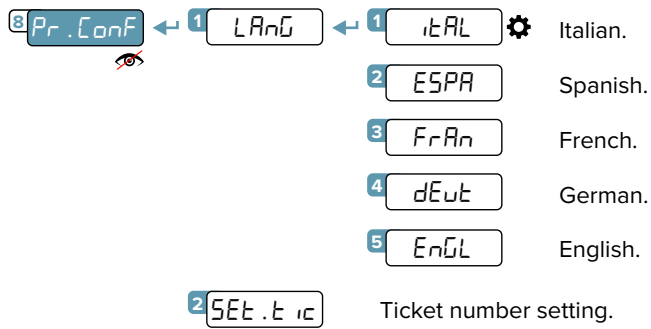 8 Pr.ConF 1 LAnG 1 itAL Italian.
2 ESPA Spanish.
3 FrAn French.
4 dEut German.
5 EnGL English.
2 SEt.tic Ticket number setting.